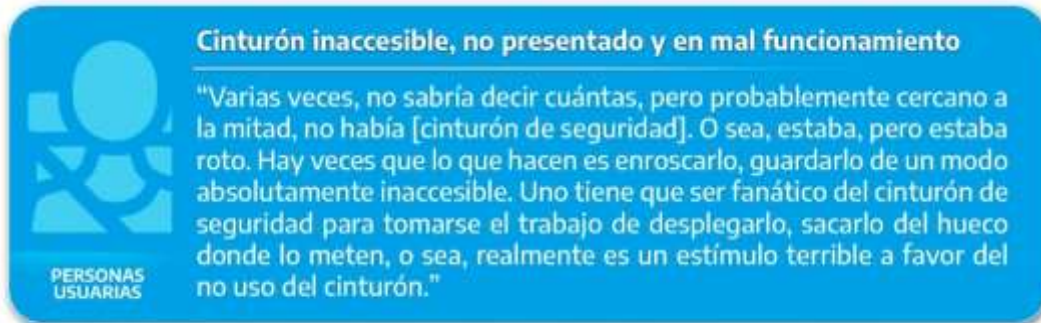 Cinturón inaccesible, no presentado y en mal funcionamiento
“Varias veces, no sabría decir cuántas, pero probablemente cercano a
la mitad, no había [cinturón de seguridad]. O sea, estaba, pero estaba
roto. Hay veces que lo que hacen es enroscarlo, guardarlo de un modo
absolutamente inaccesible. Uno tiene que ser fanático del cinturón de
seguridad para tomarse el trabajo de desplegarlo, sacarlo del hueco
donde lo meten, o sea, realmente es un estímulo terrible a favor del
no uso del cinturón.”
PERSONAS
USUARIAS